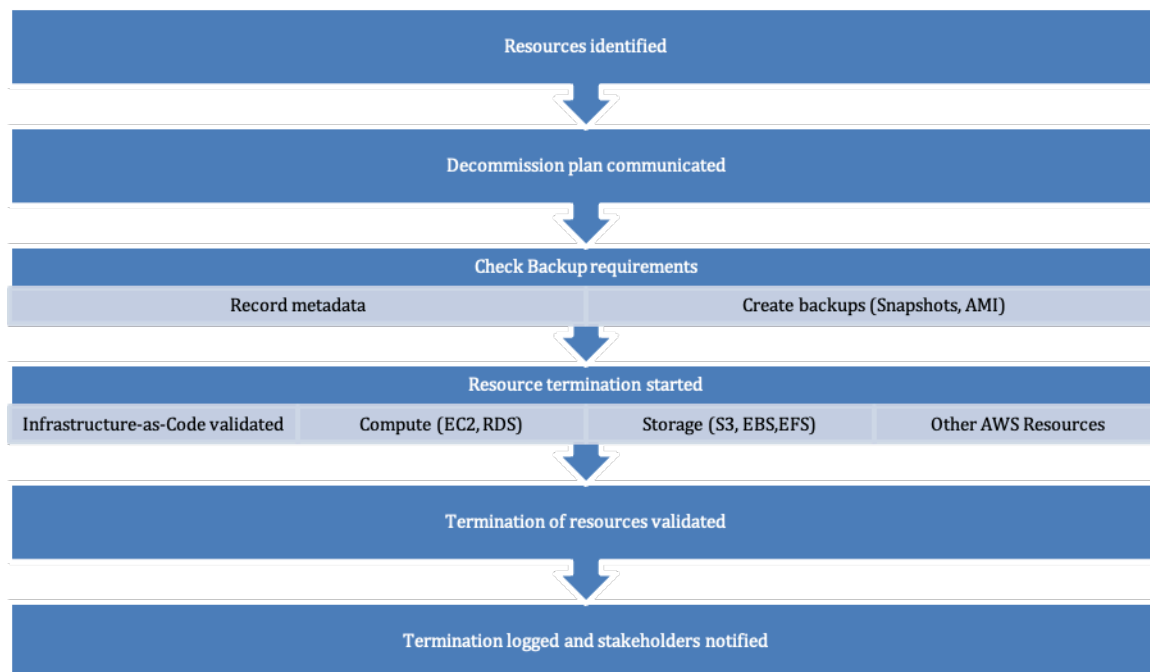 Resources identified
Decommission plan communicated
Check Backup requirements
Record metadata
Create backups (Snapshots, AMI)
Resource termination started
Infrastructure-as-Code validated
Compute (EC2, RDS)
Storage (S3, EBS,EFS)
Other AWS Resources
Termination of resources validated
Termination logged and stakeholders notified